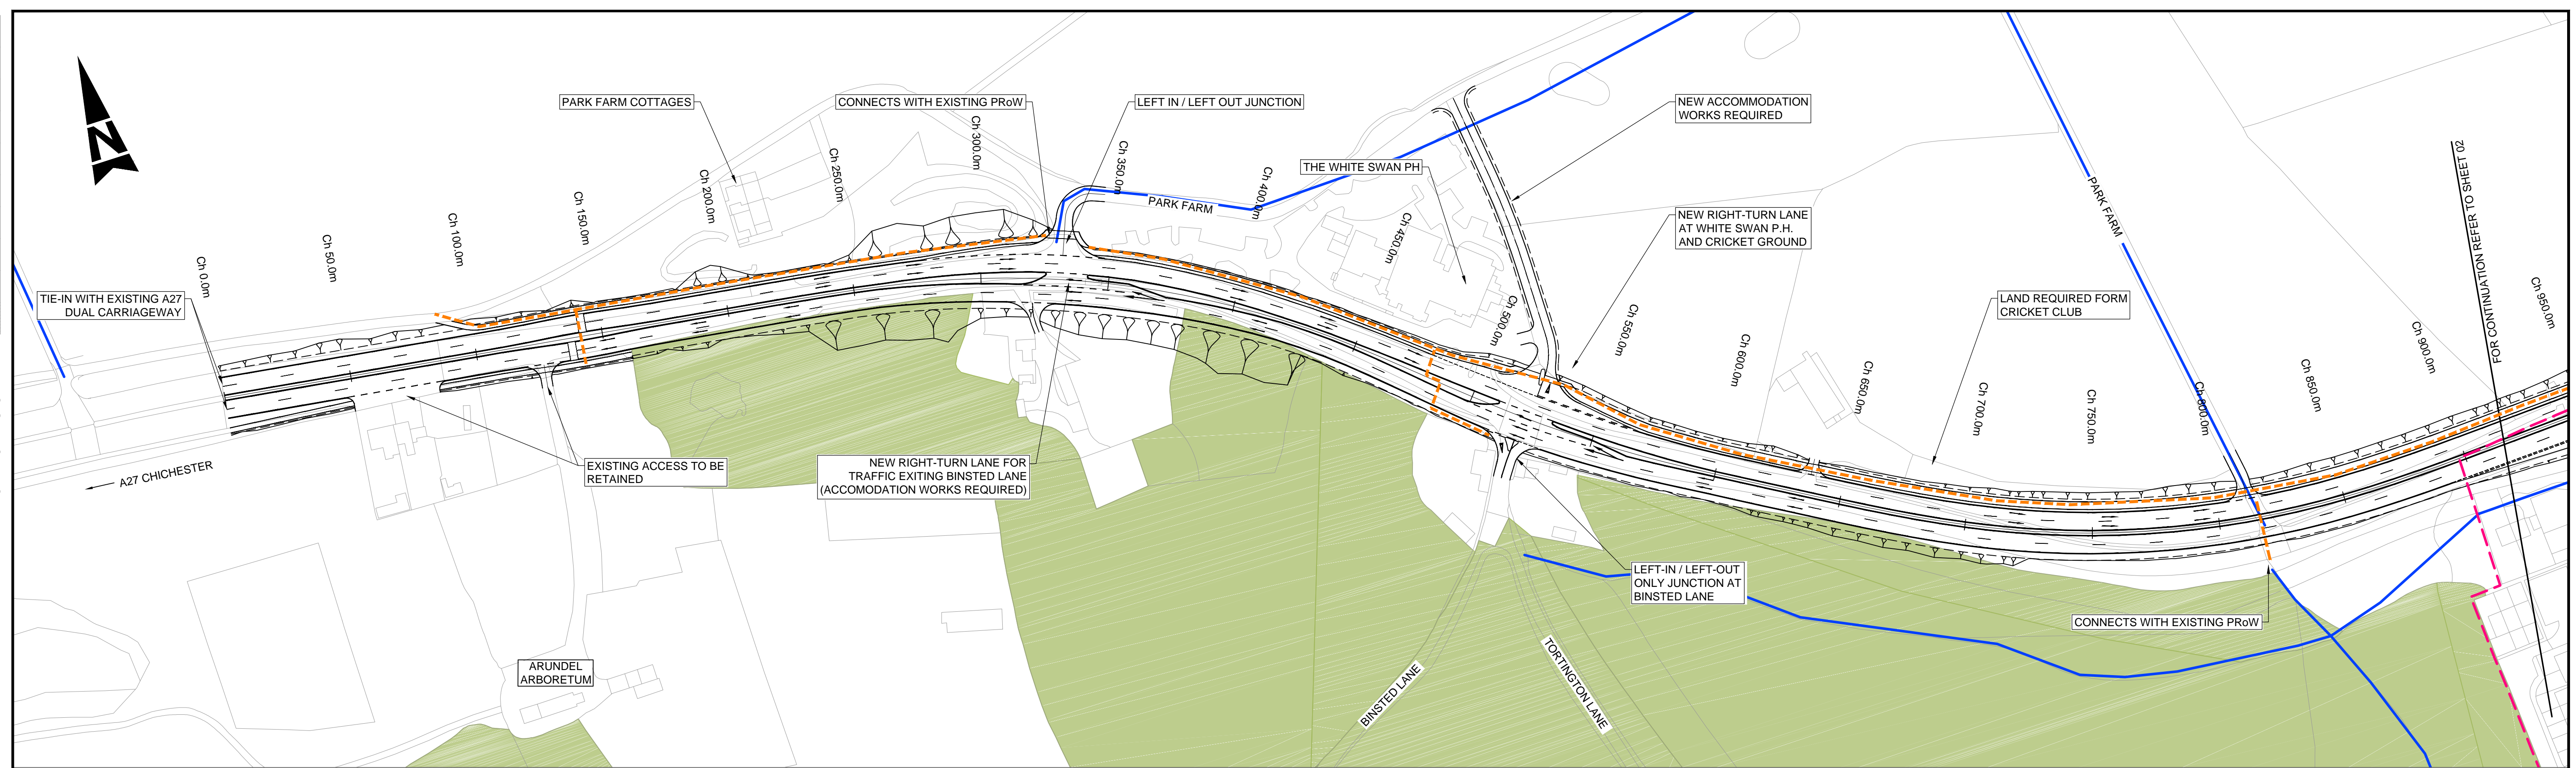 N
PARK FARM COTTAGES
CONNECTS WITH EXISTING PRoW
LEFT IN / LEFT OUT JUNCTION
NEW ACCOMMODATION
WORKS REQUIRED
THE WHITE SWAN PH
NEW RIGHT-TURN LANE
AT WHITE SWAN P.H.
AND CRICKET GROUND
PARK FARM
PARK FARM
FOR CONTINUATION REFER TO SHEET 02
TIE-IN WITH EXISTING A27
DUAL CARRIAGEWAY
LAND REQUIRED FORM
CRICKET CLUB
Ch 0.0m
Ch 50.0m
Ch 100.0m
Ch 150.0m
Ch 200.0m
Ch 250.0m
Ch 300.0m
Ch 350.0m
Ch 400.0m
Ch 450.0m
Ch 500.0m
Ch 550.0m
Ch 600.0m
Ch 650.0m
Ch 700.0m
Ch 750.0m
Ch 800.0m
Ch 850.0m
Ch 900.0m
Ch 950.0m
A27 CHICHESTER
EXISTING ACCESS TO BE
RETAINED
NEW RIGHT-TURN LANE FOR
TRAFFIC EXITING BINSTED LANE
(ACCOMODATION WORKS REQUIRED)
LEFT-IN / LEFT-OUT
ONLY JUNCTION AT
BINSTED LANE
CONNECTS WITH EXISTING PRoW
ARUNDEL
ARBORETUM
BINSTED LANE
TORTINGTON LANE